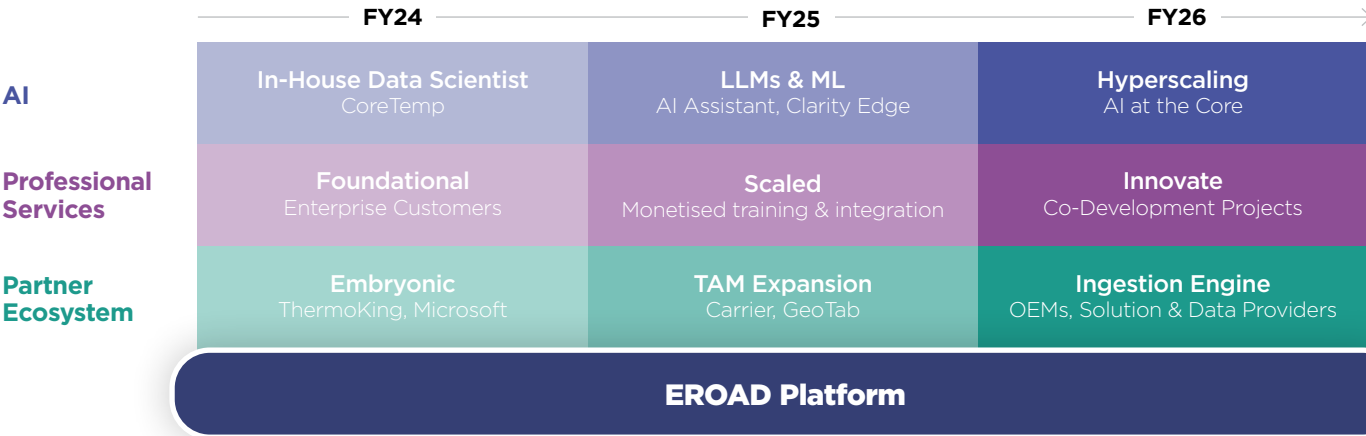 FY24
FY25
FY26
AI
In-House Data Scientist
CoreTemp
LLMs & ML
AI Assistant, Clarity Edge
Hyperscaling
AI at the Core
Professional
Services
Foundational
Enterprise Customers
Scaled
Monetised training & integration
Innovate
Co-Development Projects
Partner
Ecosystem
Embryonic
ThermoKing, Microsoft
TAM Expansion
Carrier, GeoTab
Ingestion Engine
OEMs, Solution & Data Providers
EROAD Platform